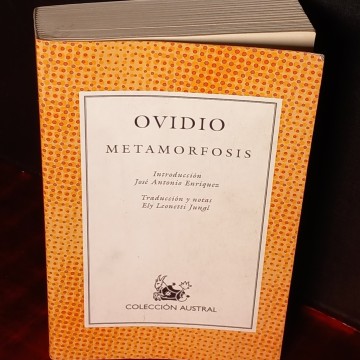 OVIDIO
METAMORFOSIS
Introducción
José Antonio Enríquez
Traducción y notas
Ely Leonetti Jungl
COLECCIÓN AUSTRAL